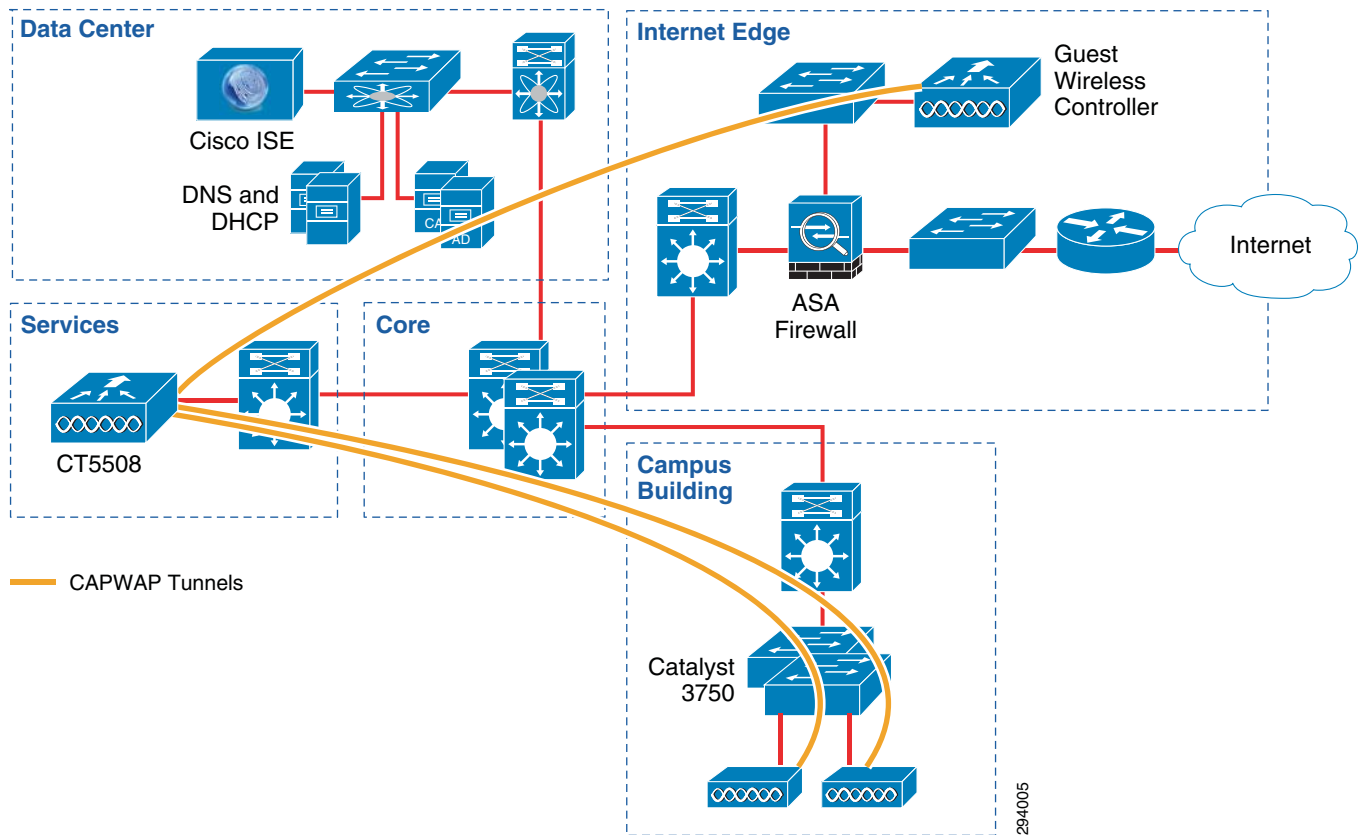 Data Center
Cisco ISE
DNS and
DHCP
CA
AD
Internet Edge
Guest
Wireless
Controller
ASA
Firewall
Internet
Services
CT5508
Core
Campus
Building
Catalyst
3750
CAPWAP Tunnels
294005